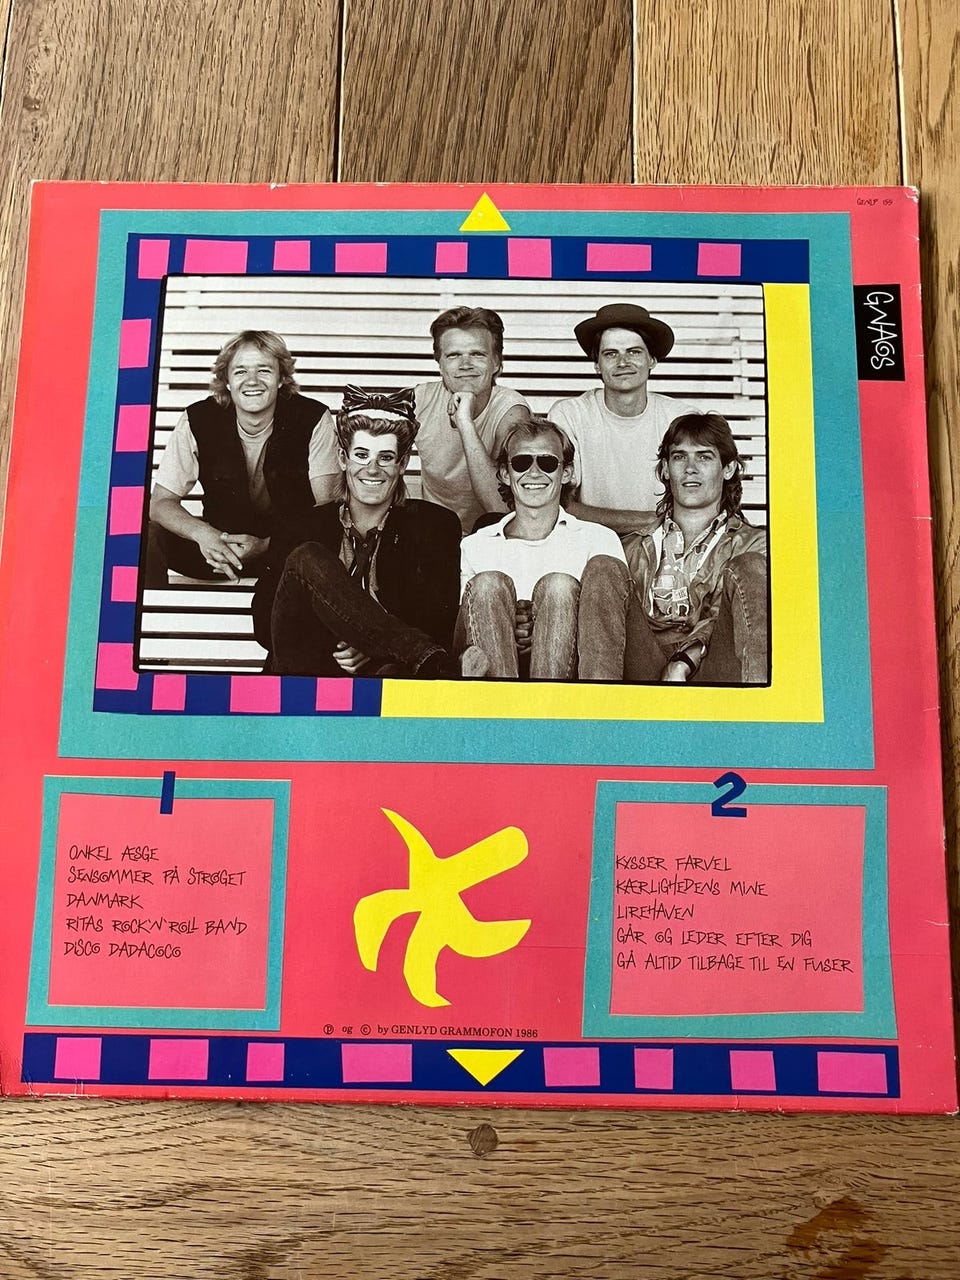 GENLP 155
GNAGS
1
ONKEL ÆSGE
SENSOMMER PÅ STRØGET
DANMARK
RITAS ROCK'N'ROLL BAND
DISCO DADACOCO
2
KYSSER FARVEL
KÆRLIGHEDENS MINE
LIREHAVEN
GÅR OG LEDER EFTER DIG
GÅ ALTID TILBAGE TIL EN FUSER
Ⓟ og © by GENLYD GRAMMOFON 1986